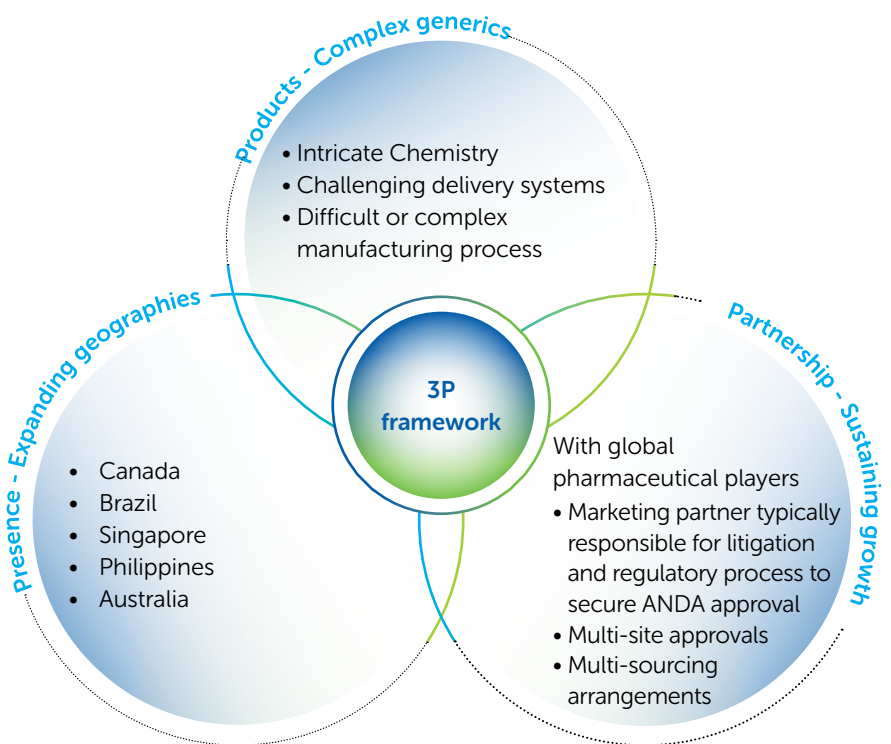 Products - Complex generics
• Intricate Chemistry
• Challenging delivery systems
• Difficult or complex
manufacturing process
3P
framework
Presence - Expanding geographies
• Canada
• Brazil
• Singapore
• Philippines
• Australia
Partnership - Sustaining growth
With global
pharmaceutical players
• Marketing partner typically
responsible for litigation
and regulatory process to
secure ANDA approval
• Multi-site approvals
• Multi-sourcing
arrangements